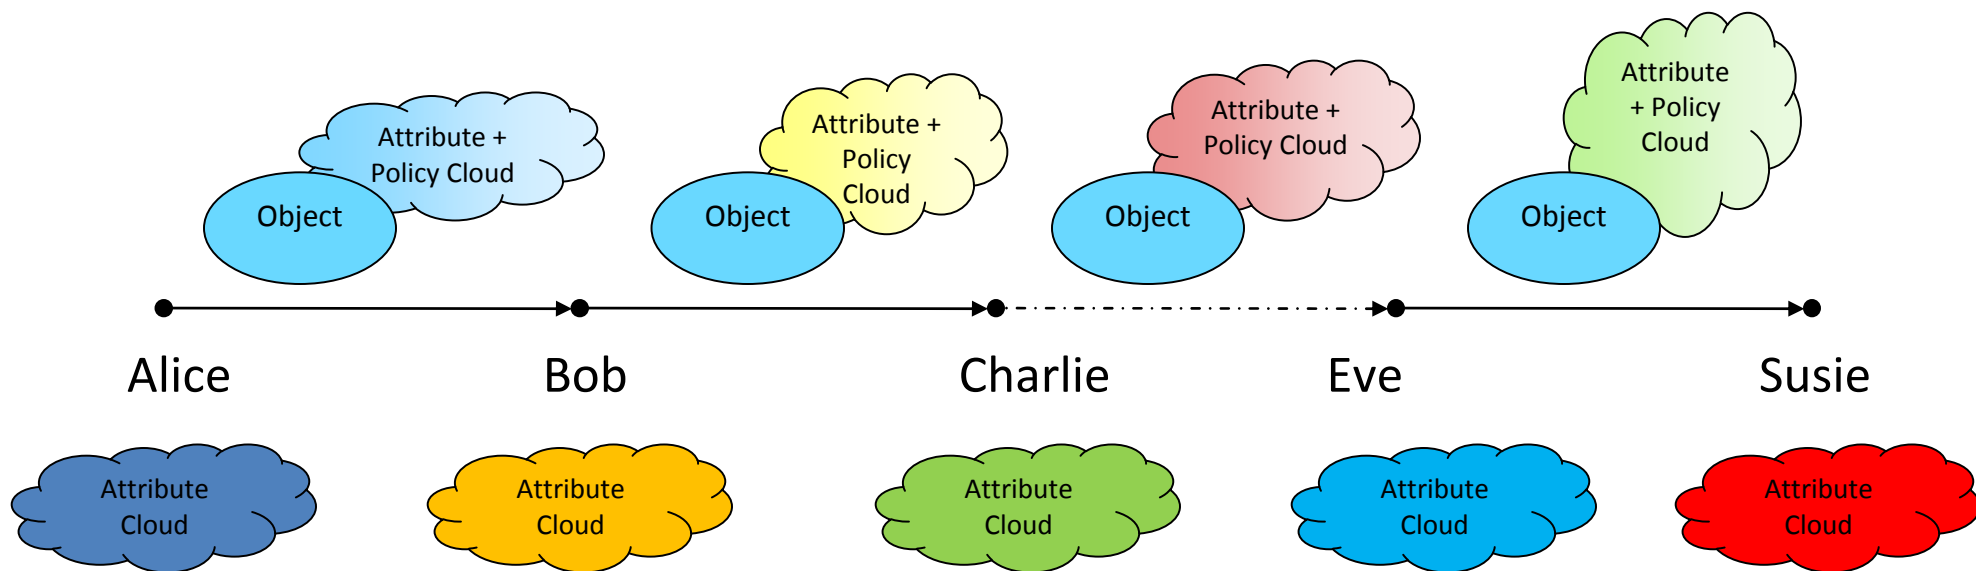 Attribute +
Policy Cloud
Object
Attribute +
Policy
Cloud
Object
Attribute +
Policy Cloud
Object
Attribute
+ Policy
Cloud
Object
Alice
Bob
Charlie
Eve
Susie
Attribute
Cloud
Attribute
Cloud
Attribute
Cloud
Attribute
Cloud
Attribute
Cloud